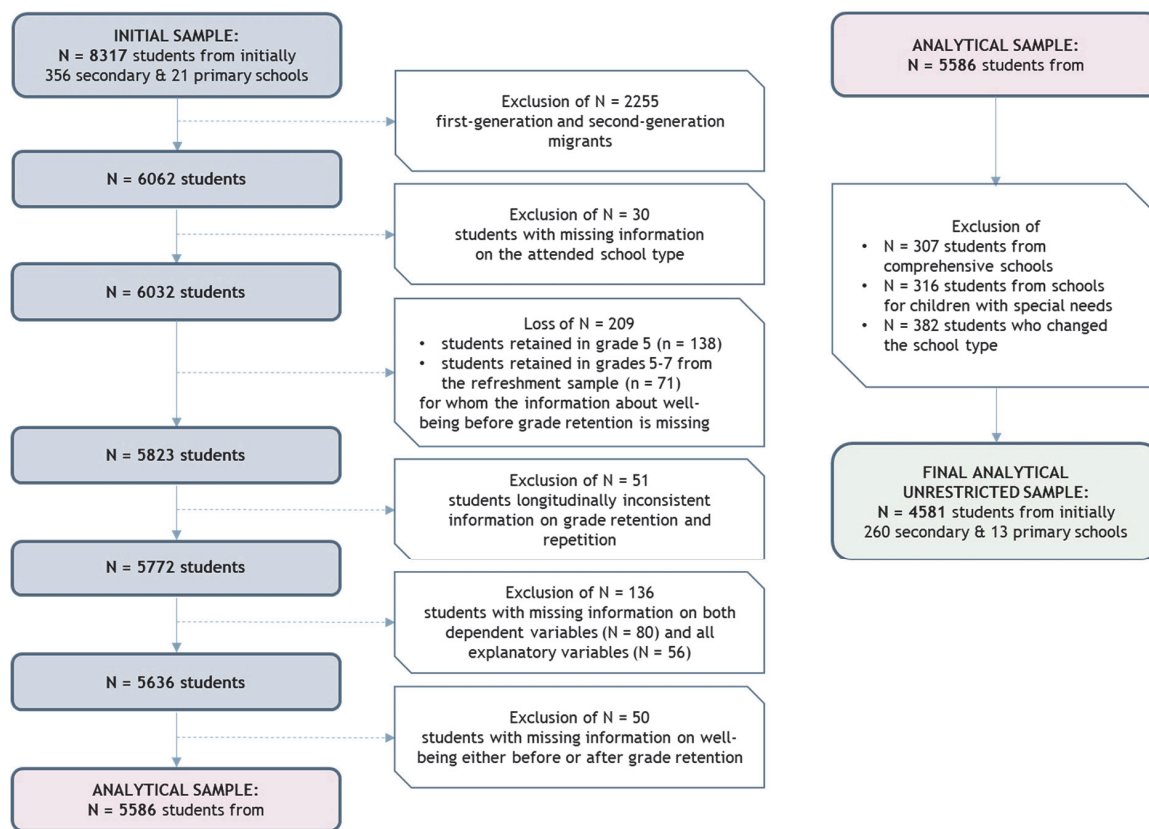 INITIAL SAMPLE:
N = 8317 students from initially
356 secondary & 21 primary schools
Exclusion of N = 2255
first-generation and second-generation
migrants
N = 6062 students
Exclusion of N = 30
students with missing information
on the attended school type
N = 6032 students
Loss of N = 209
• students retained in grade 5 (n = 138)
• students retained in grades 5-7 from
the refreshment sample (n = 71)
for whom the information about well-
being before grade retention is missing
N = 5823 students
Exclusion of N = 51
students longitudinally inconsistent
information on grade retention and
repetition
N = 5772 students
Exclusion of N = 136
students with missing information on both
dependent variables (N = 80) and all
explanatory variables (N = 56)
N = 5636 students
Exclusion of N = 50
students with missing information on well-
being either before or after grade retention
ANALYTICAL SAMPLE:
N = 5586 students from
ANALYTICAL SAMPLE:
N = 5586 students from
Exclusion of
• N = 307 students from
comprehensive schools
• N = 316 students from schools
for children with special needs
• N = 382 students who changed
the school type
FINAL ANALYTICAL
UNRESTRICTED SAMPLE:
N = 4581 students from initially
260 secondary & 13 primary schools